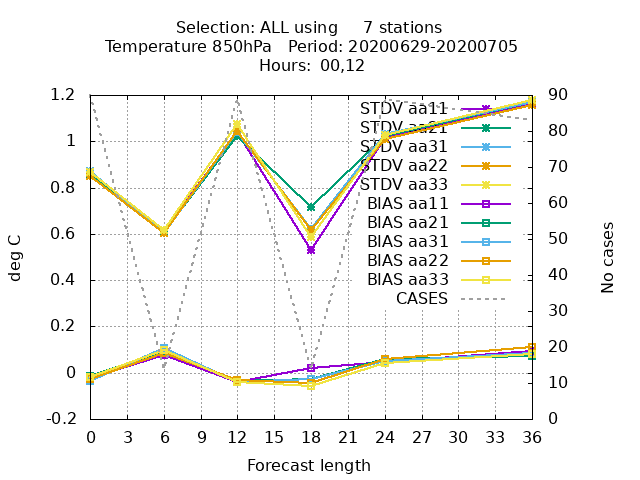 Selection: ALL using     7 stations
Temperature 850hPa   Period: 20200629-20200705
Hours: 00,12
1.2
1
0.8
0.6
0.4
0.2
0
-0.2
deg C
90
80
70
60
50
40
30
20
10
0
No cases
STDV aa11
STDV aa21
STDV aa31
STDV aa22
STDV aa33
BIAS aa11
BIAS aa21
BIAS aa31
BIAS aa22
BIAS aa33
CASES
0 3 6 9 12 15 18 21 24 27 30 33 36
Forecast length